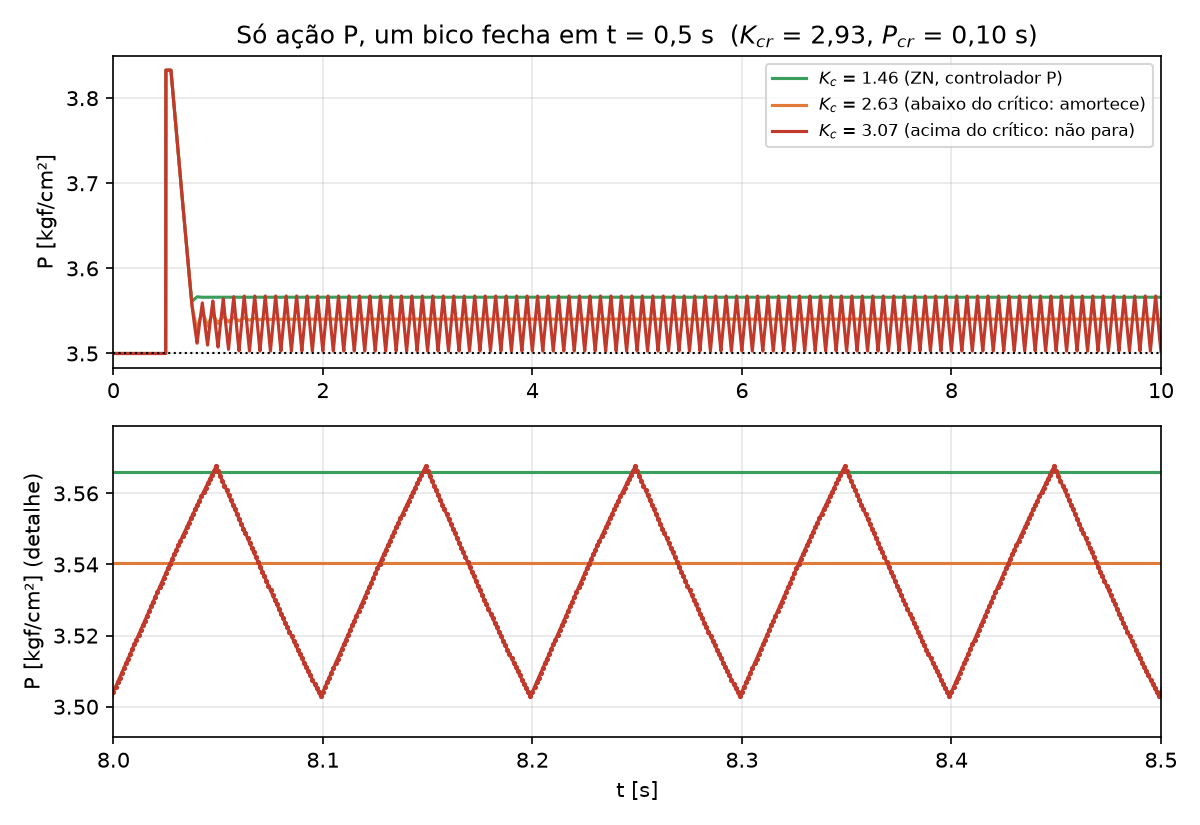 Só ação P, um bico fecha em t = 0,5 s (K_cr = 2,93, P_cr = 0,10 s)
K_c = 1.46 (ZN, controlador P)
K_c = 2.63 (abaixo do crítico: amortece)
K_c = 3.07 (acima do crítico: não para)
P [kgf/cm²]
3.8
3.7
3.6
3.5
0 2 4 6 8 10
P [kgf/cm²] (detalhe)
3.56
3.54
3.52
3.50
8.0 8.1 8.2 8.3 8.4 8.5
t [s]